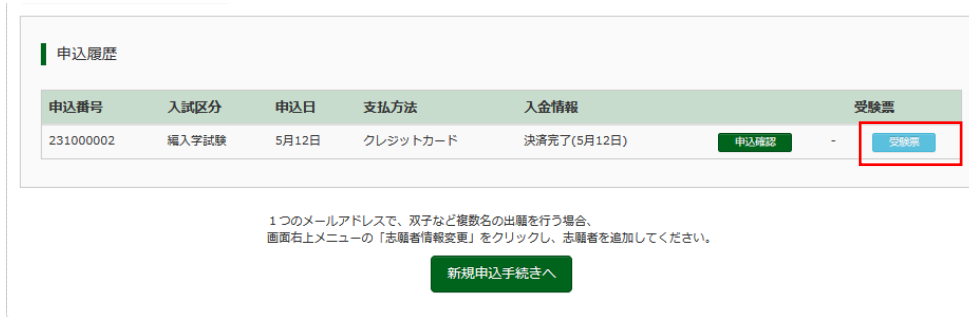 申込履歴
申込番号 入試区分 申込日 支払方法 入金情報 受験票
231000002 編入学試験 5月12日 クレジットカード 決済完了(5月12日) 申込確認 - 受験票
１つのメールアドレスで、双子など複数名の出願を行う場合、
画面右上メニューの「志願者情報変更」をクリックし、志願者を追加してください。
新規申込手続きへ